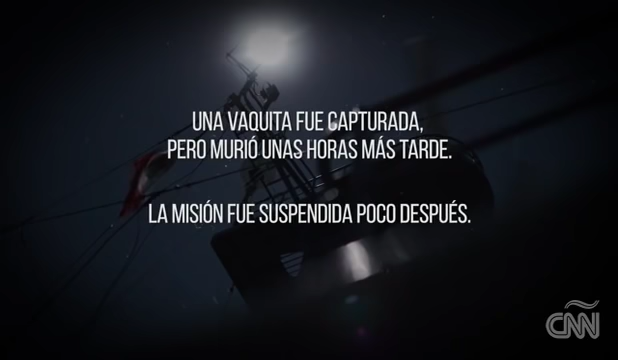 UNA VAQUITA FUE CAPTURADA,
PERO MURIÓ UNAS HORAS MÁS TARDE.
LA MISIÓN FUE SUSPENDIDA POCO DESPUÉS.
CNN